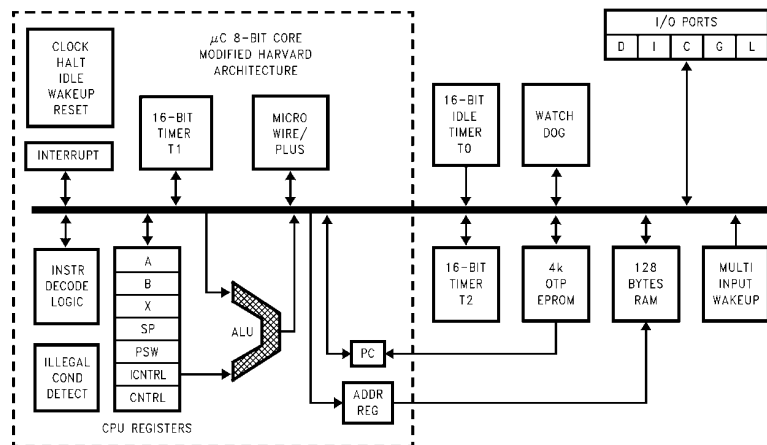 CLOCK
HALT
IDLE
WAKEUP
RESET
μC 8-BIT CORE
MODIFIED HARVARD
ARCHITECTURE
I/O PORTS
D I C G L
INTERRUPT
16-BIT
TIMER
T1
MICRO
WIRE/
PLUS
16-BIT
IDLE
TIMER
T0
WATCH
DOG
INSTR
DECODE
LOGIC
A
B
X
SP
PSW
ICNTRL
CNTRL
CPU REGISTERS
ALU
16-BIT
TIMER
T2
4k
OTP
EPROM
128
BYTES
RAM
MULTI
INPUT
WAKEUP
ILLEGAL
COND
DETECT
PC
ADDR
REG